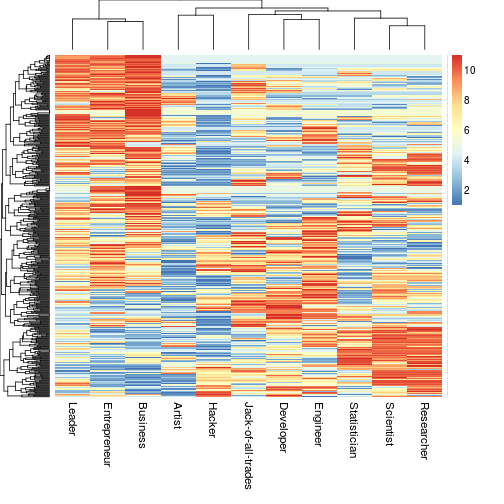 10
8
6
4
2
Leader
Entrepreneur
Business
Artist
Hacker
Jack-of-all-trades
Developer
Engineer
Statistician
Scientist
Researcher